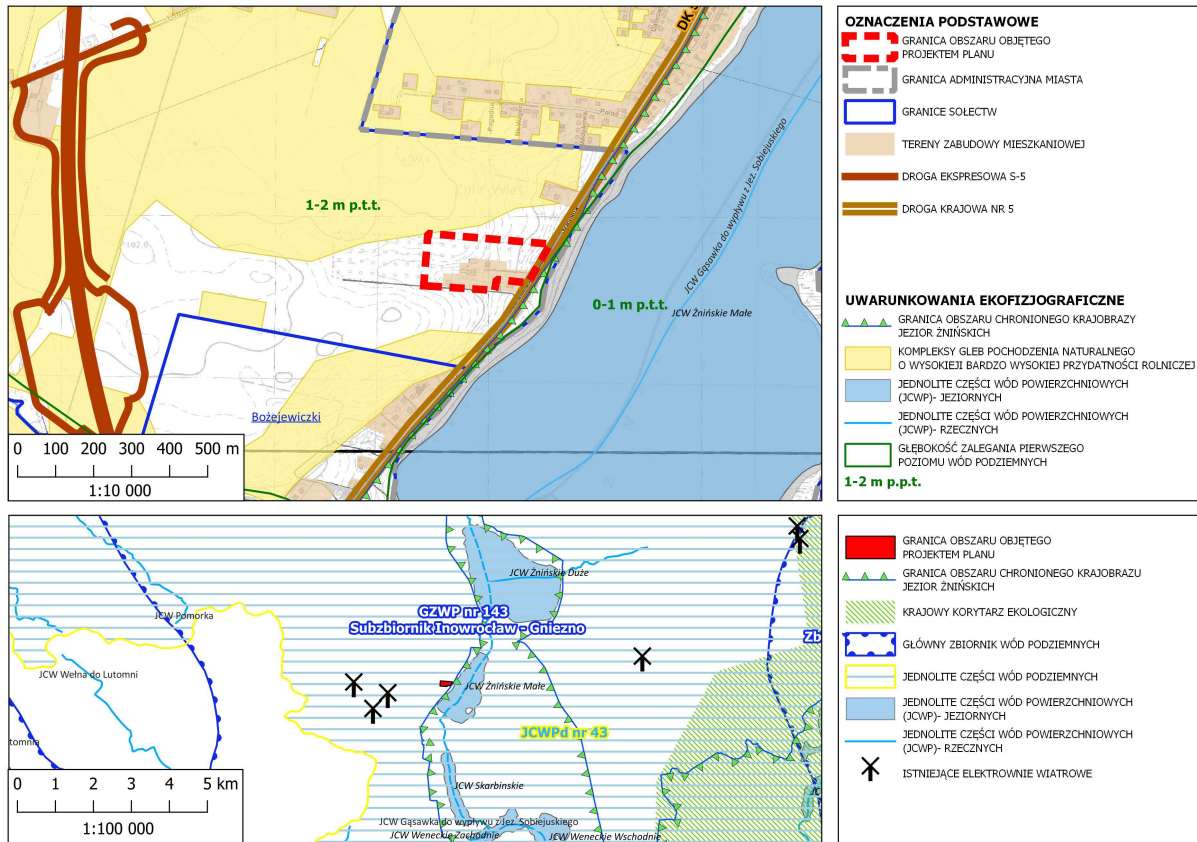 DK 5
Pogodna
Polna
1-2 m p.t.t.
102.6
0-1 m p.t.t.
JCW Gąsawka do wypływu z Jez. Sobiejuskiego
JCW Żnińskie Małe
Bożejewiczki
0 100 200 300 400 500 m
1:10 000
OZNACZENIA PODSTAWOWE
GRANICA OBSZARU OBJĘTEGO
PROJEKTEM PLANU
GRANICA ADMINISTRACYJNA MIASTA
GRANICE SOŁECTW
TERENY ZABUDOWY MIESZKANIOWEJ
DROGA EKSPRESOWA S-5
DROGA KRAJOWA NR 5
UWARUNKOWANIA EKOFIZJOGRAFICZNE
GRANICA OBSZARU CHRONIONEGO KRAJOBRAZY
JEZIOR ŻNIŃSKICH
KOMPLEKSY GLEB POCHODZENIA NATURALNEGO
O WYSOKIEJI BARDZO WYSOKIEJ PRZYDATNOŚCI ROLNICZEJ
JEDNOLITE CZĘŚCI WÓD POWIERZCHNIOWYCH
(JCWP)- JEZIORNYCH
JEDNOLITE CZĘŚCI WÓD POWIERZCHNIOWYCH
(JCWP)- RZECZNYCH
GŁĘBOKOŚĆ ZALEGANIA PIERWSZEGO
POZIOMU WÓD PODZIEMNYCH
1-2 m p.p.t.
JCW Żnińskie Duże
GZWP nr 143
Subzbiornik Inowrocław - Gniezno
JCW Pomorka
Zb
JCW Wełna do Lutomni
JCW Żnińskie Małe
JCWPd nr 43
tomnia
JCW Skarbinskie
JCW Gąsawka do wypływu z Jez. Sobiejuskiego
JCW Weneckie Zachodnie
JCW Weneckie Wschodnie
0 1 2 3 4 5 km
1:100 000
GRANICA OBSZARU OBJĘTEGO
PROJEKTEM PLANU
GRANICA OBSZARU CHRONIONEGO KRAJOBRAZU
JEZIOR ŻNIŃSKICH
KRAJOWY KORYTARZ EKOLOGICZNY
GŁÓWNY ZBIORNIK WÓD PODZIEMNYCH
JEDNOLITE CZĘŚCI WÓD PODZIEMNYCH
JEDNOLITE CZĘŚCI WÓD POWIERZCHNIOWYCH
(JCWP)- JEZIORNYCH
JEDNOLITE CZĘŚCI WÓD POWIERZCHNIOWYCH
(JCWP)- RZECZNYCH
ISTNIEJĄCE ELEKTROWNIE WIATROWE